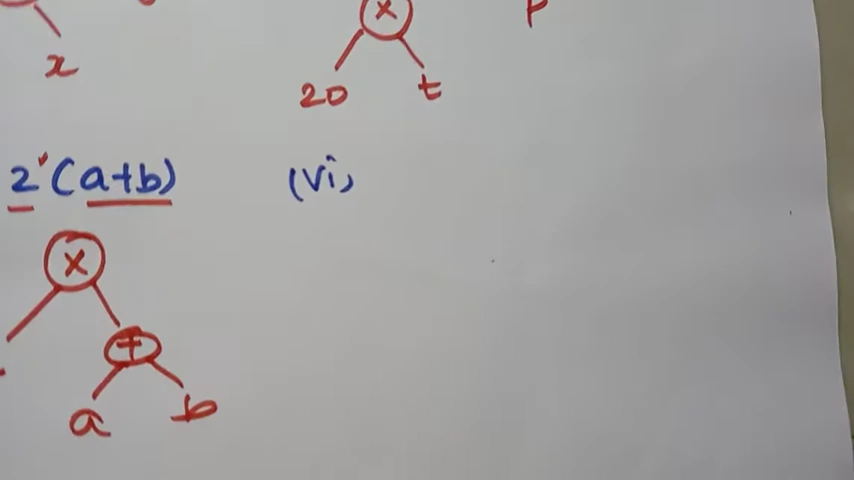 ×
x
20 t
2 (a+b) (vi)
×
+
a b